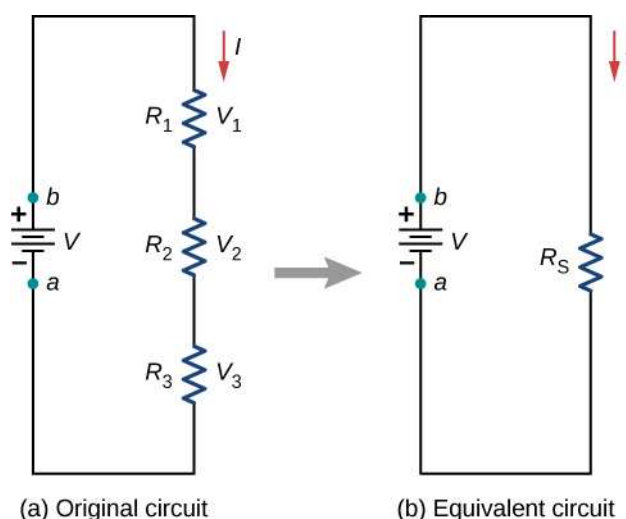 I
R1 V1
b
+
V
R2 V2
−
a
R3 V3
(a) Original circuit
b
+
V
RS
−
a
(b) Equivalent circuit